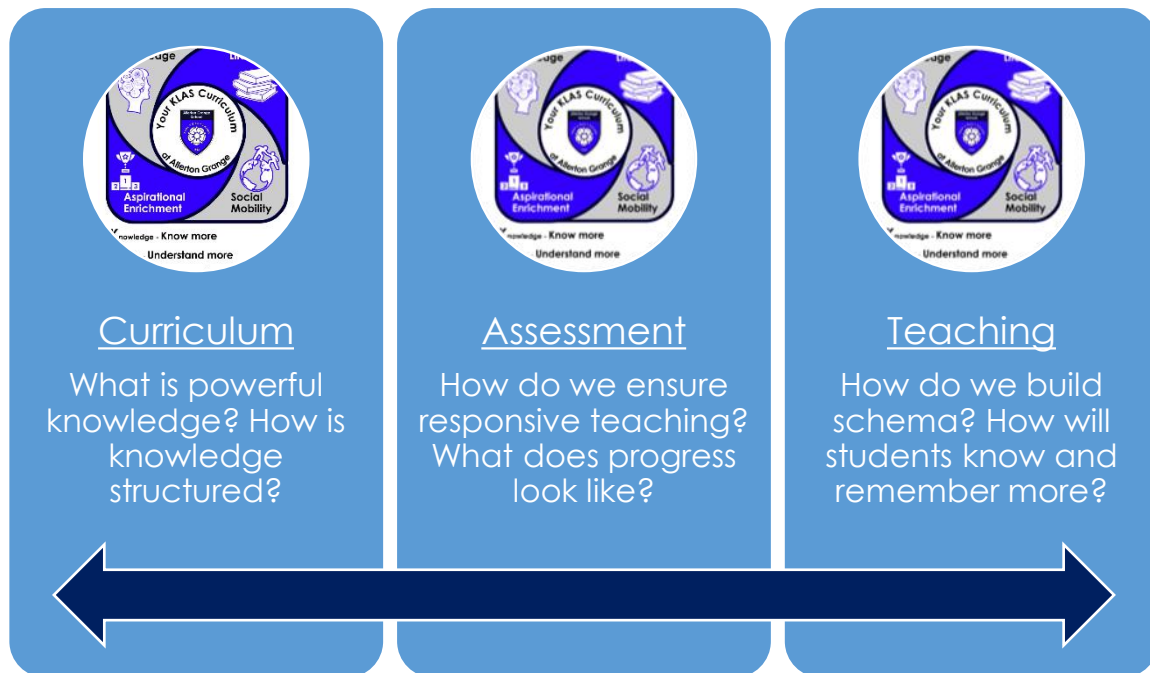 Your KLAS Curriculum
Allerton Grange
School
at Allerton Grange
Aspirational
Enrichment
Social
Mobility
- Know more
Understand more
Curriculum
What is powerful
knowledge? How is
knowledge
structured?
Your KLAS Curriculum
at Allerton Grange
Aspirational
Enrichment
Social
Mobility
- Know more
Understand more
Assessment
How do we ensure
responsive teaching?
What does progress
look like?
Your KLAS Curriculum
at Allerton Grange
Aspirational
Enrichment
Social
Mobility
- Know more
Understand more
Teaching
How do we build
schema? How will
students know and
remember more?